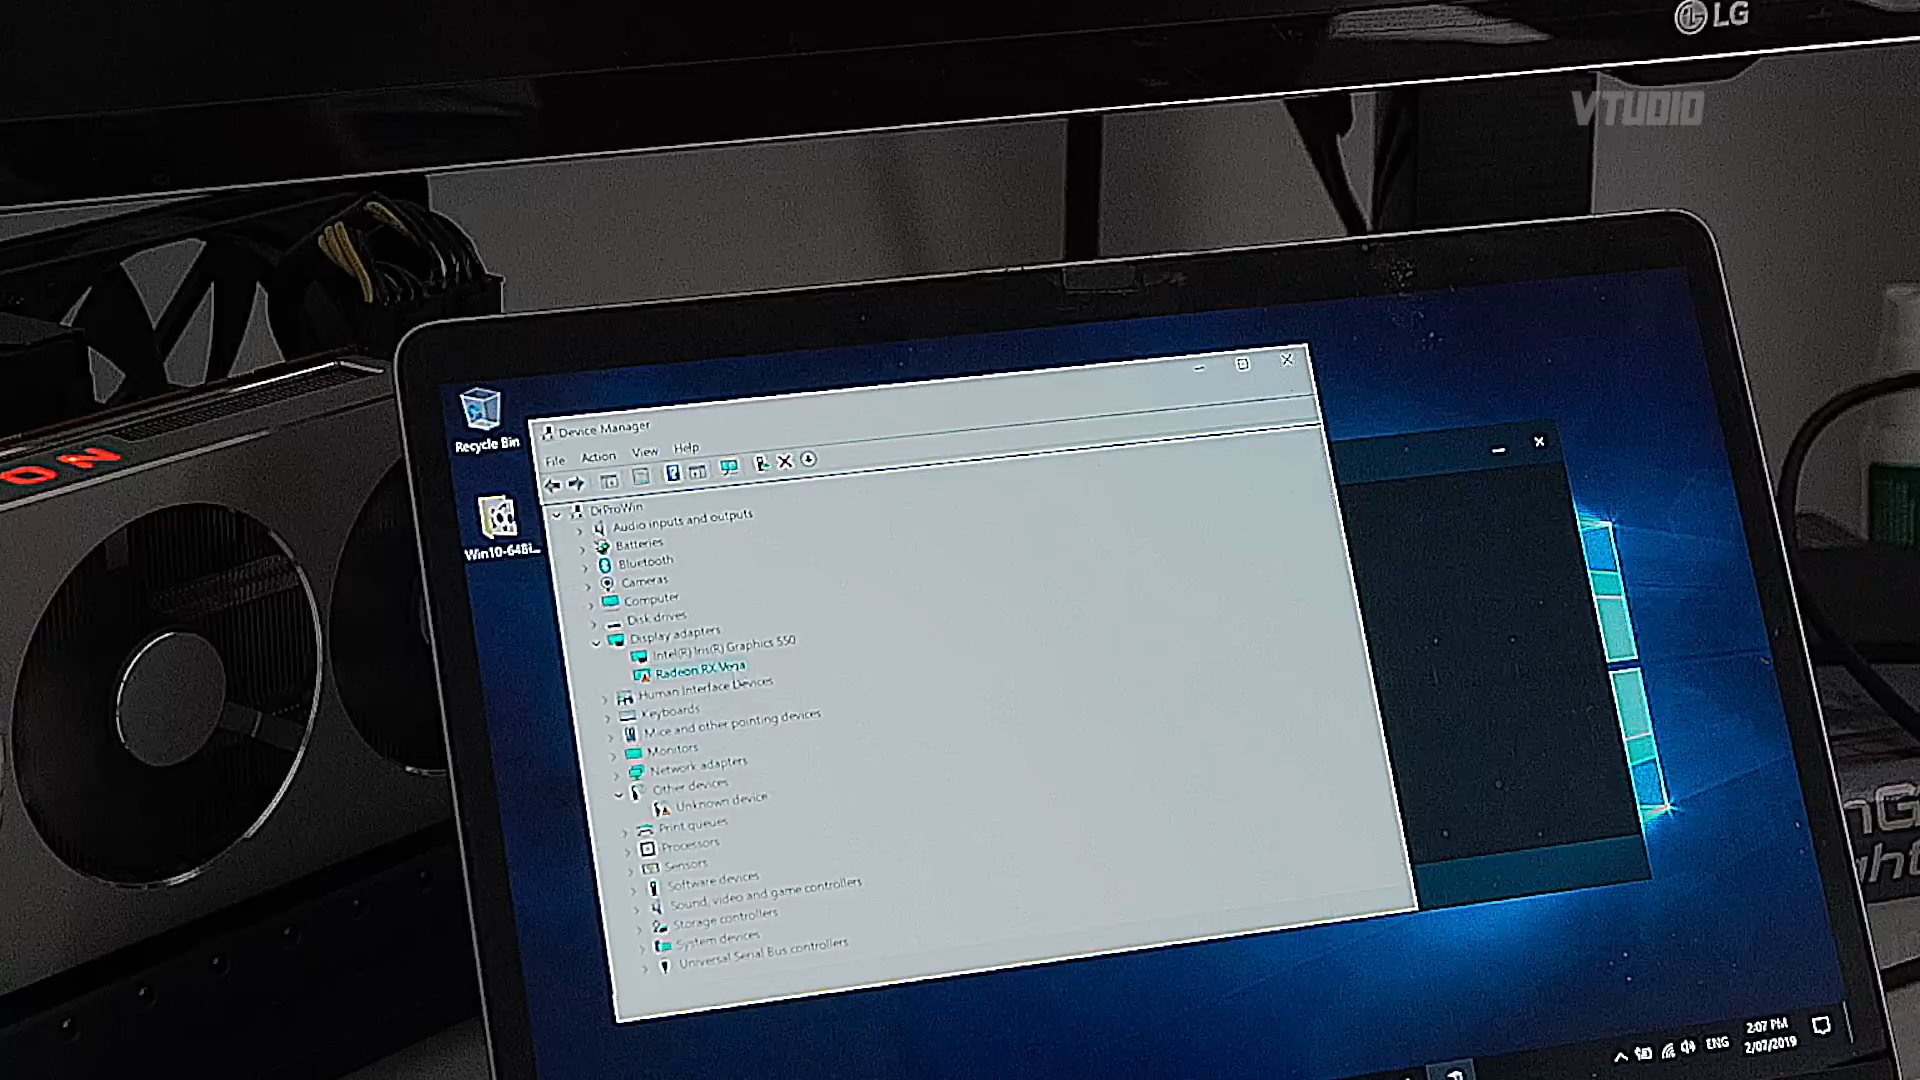 LG
VTUDIO
ON
Recycle Bin
Win10-64Bi...
Device Manager
File Action View Help
DrProWin
Audio inputs and outputs
Batteries
Bluetooth
Cameras
Computer
Disk drives
Display adapters
Intel(R) Iris(R) Graphics 550
Radeon RX Vega
Human Interface Devices
Keyboards
Mice and other pointing devices
Monitors
Network adapters
Other devices
Unknown device
Print queues
Processors
Sensors
Software devices
Sound, video and game controllers
Storage controllers
System devices
Universal Serial Bus controllers
ENG
2:07 PM
2/07/2019